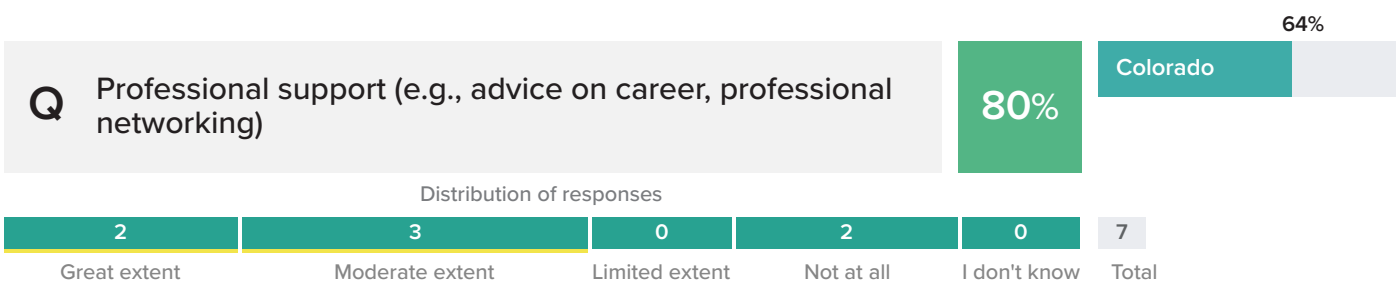 64%
Q Professional support (e.g., advice on career, professional
networking)
80%
Colorado
Distribution of responses
2 3 0 2 0 7
Great extent Moderate extent Limited extent Not at all I don't know Total